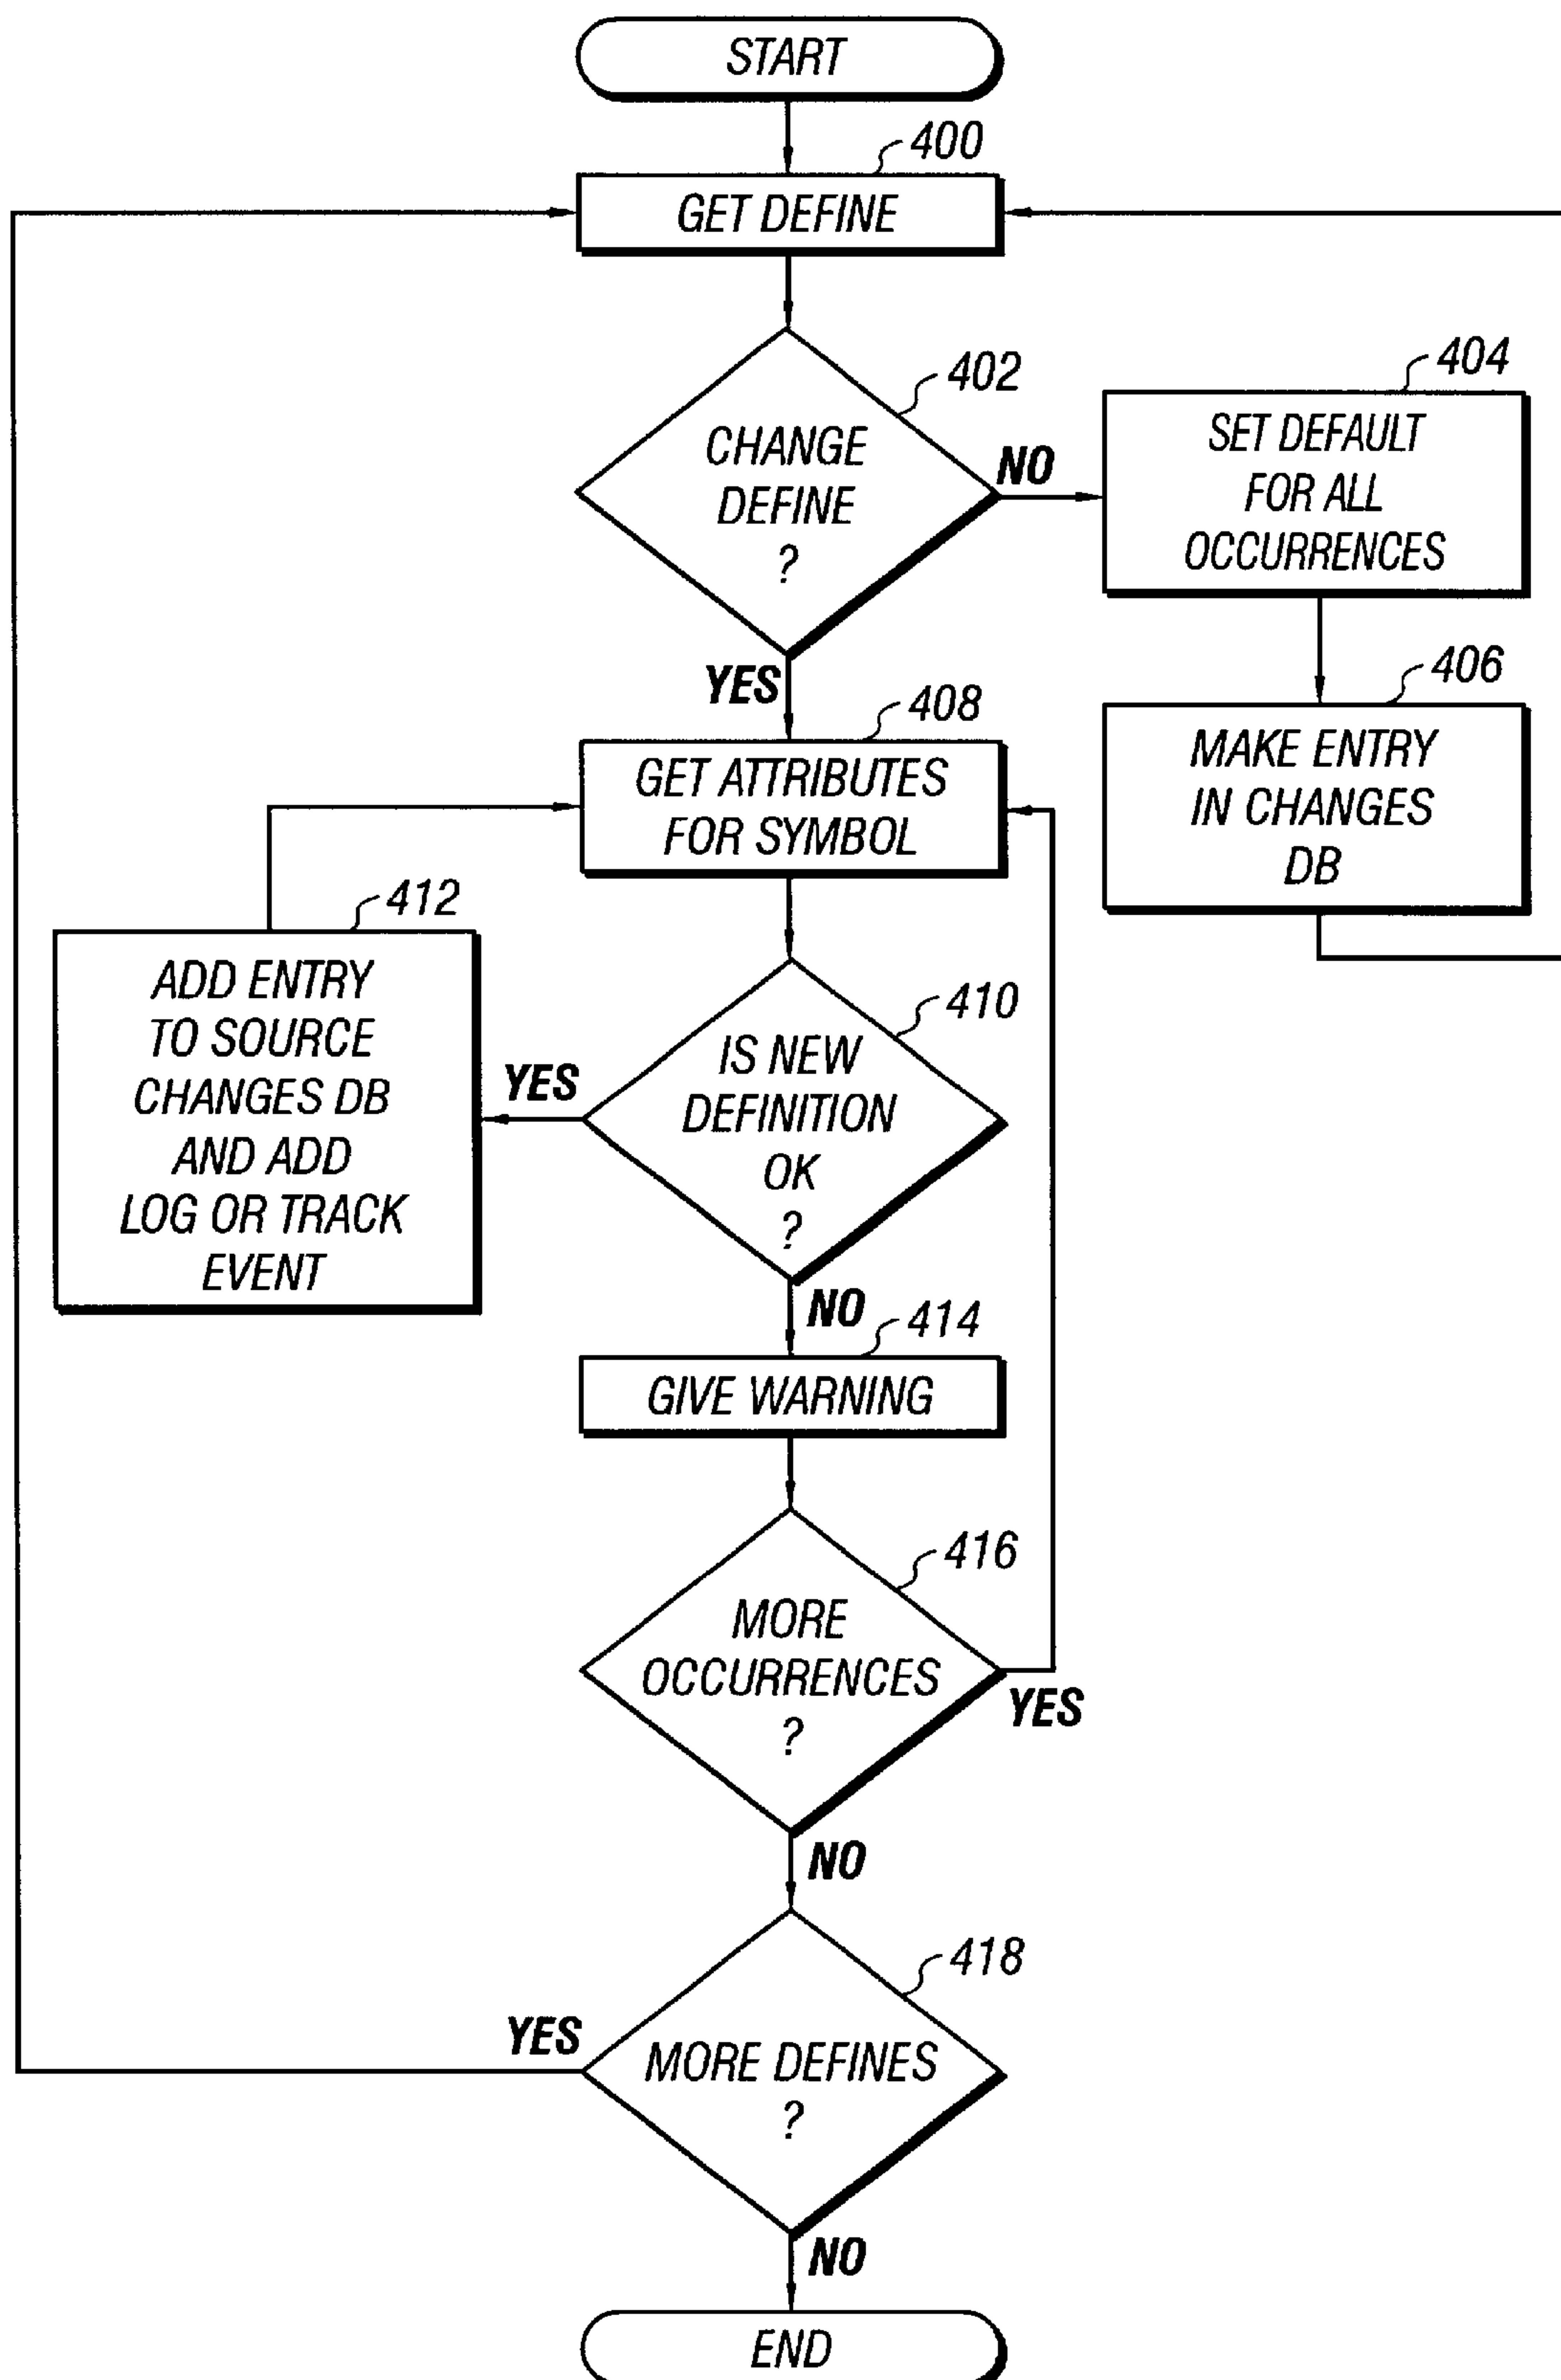 START
400
GET DEFINE
402
CHANGE
DEFINE
?
NO
404
SET DEFAULT
FOR ALL
OCCURRENCES
YES
406
MAKE ENTRY
IN CHANGES
DB
408
GET ATTRIBUTES
FOR SYMBOL
412
ADD ENTRY
TO SOURCE
CHANGES DB
AND ADD
LOG OR TRACK
EVENT
410
IS NEW
DEFINITION
OK
?
YES
NO
414
GIVE WARNING
416
MORE
OCCURRENCES
?
YES
NO
418
MORE DEFINES
?
YES
NO
END